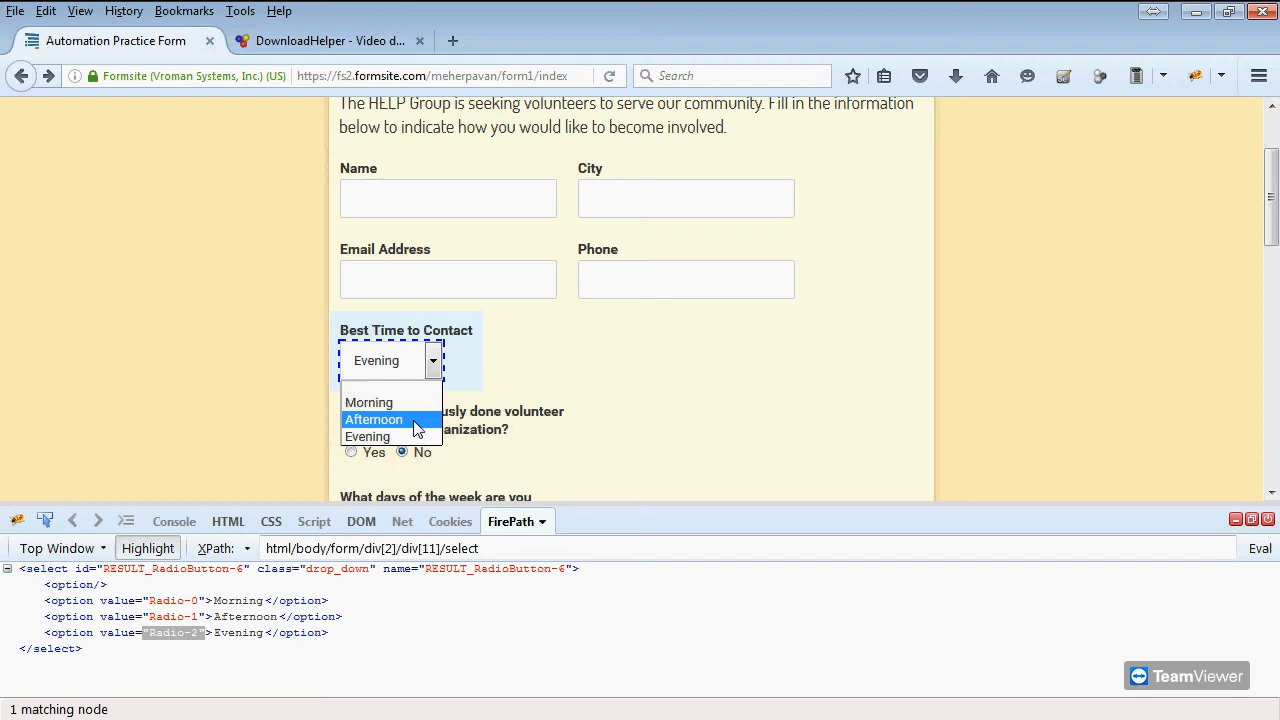 File Edit View History Bookmarks Tools Help
Automation Practice Form × DownloadHelper - Video d... × +
Formsite (Vroman Systems, Inc.) (US) https://fs2.formsite.com/meherpavan/form1/index Search
The HELP Group is seeking volunteers to serve our community. Fill in the information
below to indicate how you would like to become involved.
Name City
Email Address Phone
Best Time to Contact
Evening
Morning
Afternoon
Evening
usly done volunteer
anization?
Yes No
What days of the week are you
Console HTML CSS Script DOM Net Cookies FirePath
Top Window Highlight XPath: html/body/form/div[2]/div[11]/select Eval
<select id="RESULT_RadioButton-6" class="drop_down" name="RESULT_RadioButton-6">
<option/>
<option value="Radio-0">Morning</option>
<option value="Radio-1">Afternoon</option>
<option value="Radio-2">Evening</option>
</select>
TeamViewer
1 matching node